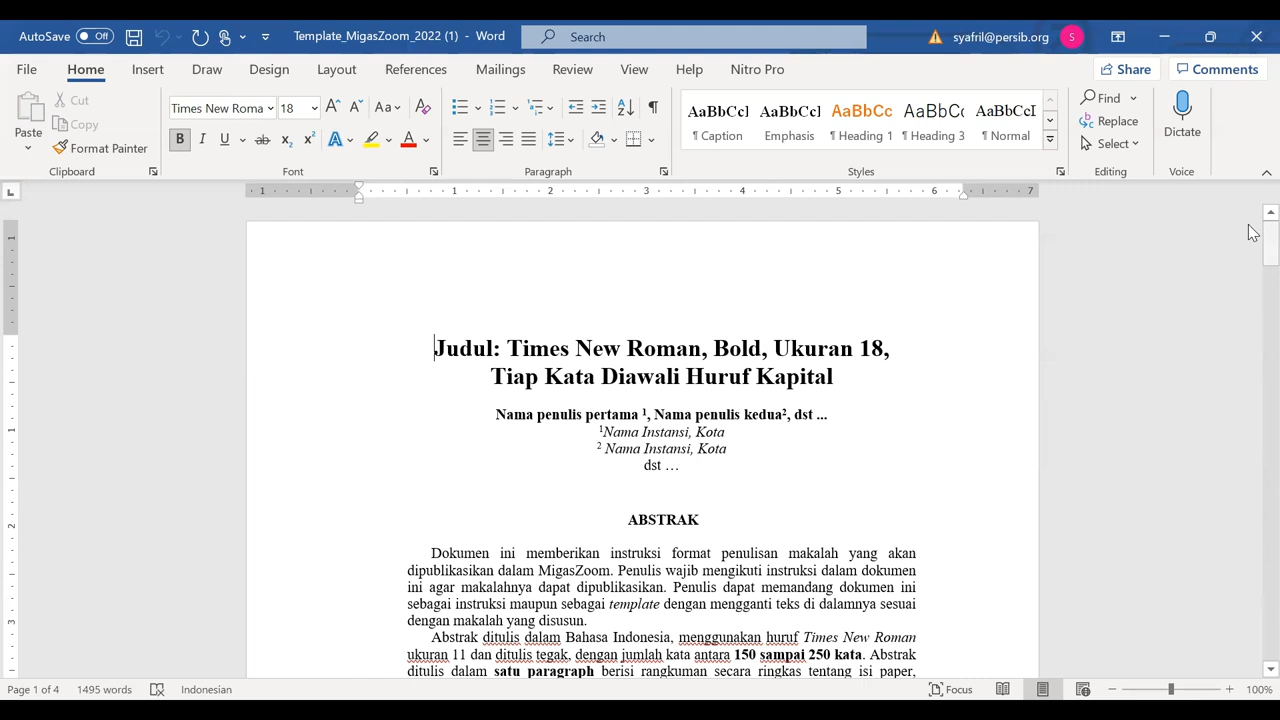 AutoSave Off Template_MigasZoom_2022 (1) - Word Search syafril@persib.org S
File Home Insert Draw Design Layout References Mailings Review View Help Nitro Pro Share Comments
Paste Cut Copy Format Painter
Clipboard
Times New Roma 18
Font
Paragraph
AaBbCcI AaBbCcI AaBbCc AaBbCc AaBbCcI
¶ Caption Emphasis ¶ Heading 1 ¶ Heading 3 ¶ Normal
Styles
Find
Replace
Select
Editing
Dictate
Voice
1 1 2 3 4 5 6 7
Judul: Times New Roman, Bold, Ukuran 18,
Tiap Kata Diawali Huruf Kapital
Nama penulis pertama ¹, Nama penulis kedua², dst ...
¹Nama Instansi, Kota
² Nama Instansi, Kota
dst …
ABSTRAK
Dokumen ini memberikan instruksi format penulisan makalah yang akan
dipublikasikan dalam MigasZoom. Penulis wajib mengikuti instruksi dalam dokumen
ini agar makalahnya dapat dipublikasikan. Penulis dapat memandang dokumen ini
sebagai instruksi maupun sebagai template dengan mengganti teks di dalamnya sesuai
dengan makalah yang disusun.
Abstrak ditulis dalam Bahasa Indonesia, menggunakan huruf Times New Roman
ukuran 11 dan ditulis tegak, dengan jumlah kata antara 150 sampai 250 kata. Abstrak
ditulis dalam satu paragraph berisi rangkuman secara ringkas tentang isi paper,
Page 1 of 4 1495 words Indonesian Focus 100%